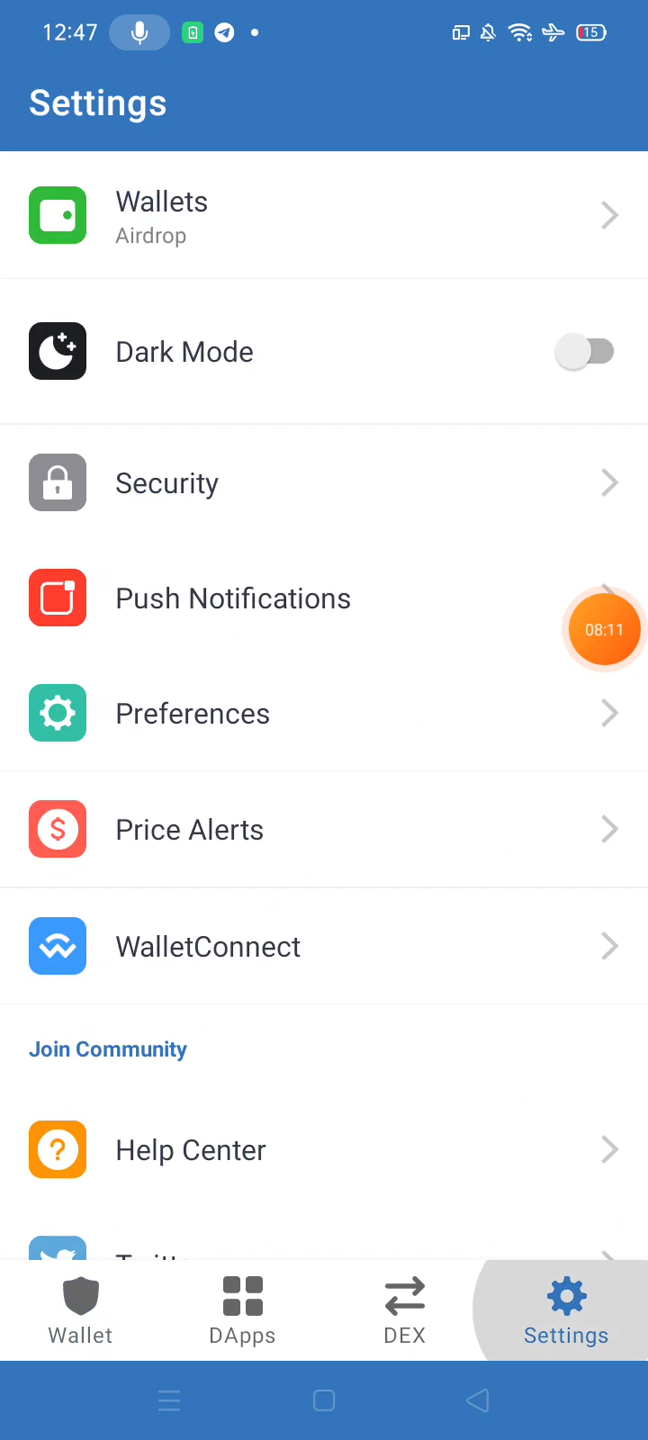 12:47
15
Settings
Wallets
Airdrop
Dark Mode
Security
Push Notifications
08:11
Preferences
$
Price Alerts
WalletConnect
Join Community
?
Help Center
Wallet
DApps
DEX
Settings